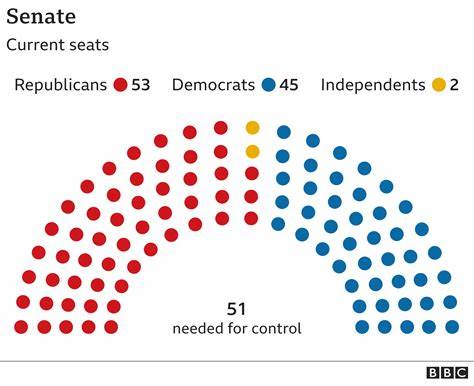 Senate
Current seats
Republicans 53 Democrats 45 Independents 2
51
needed for control
BBC